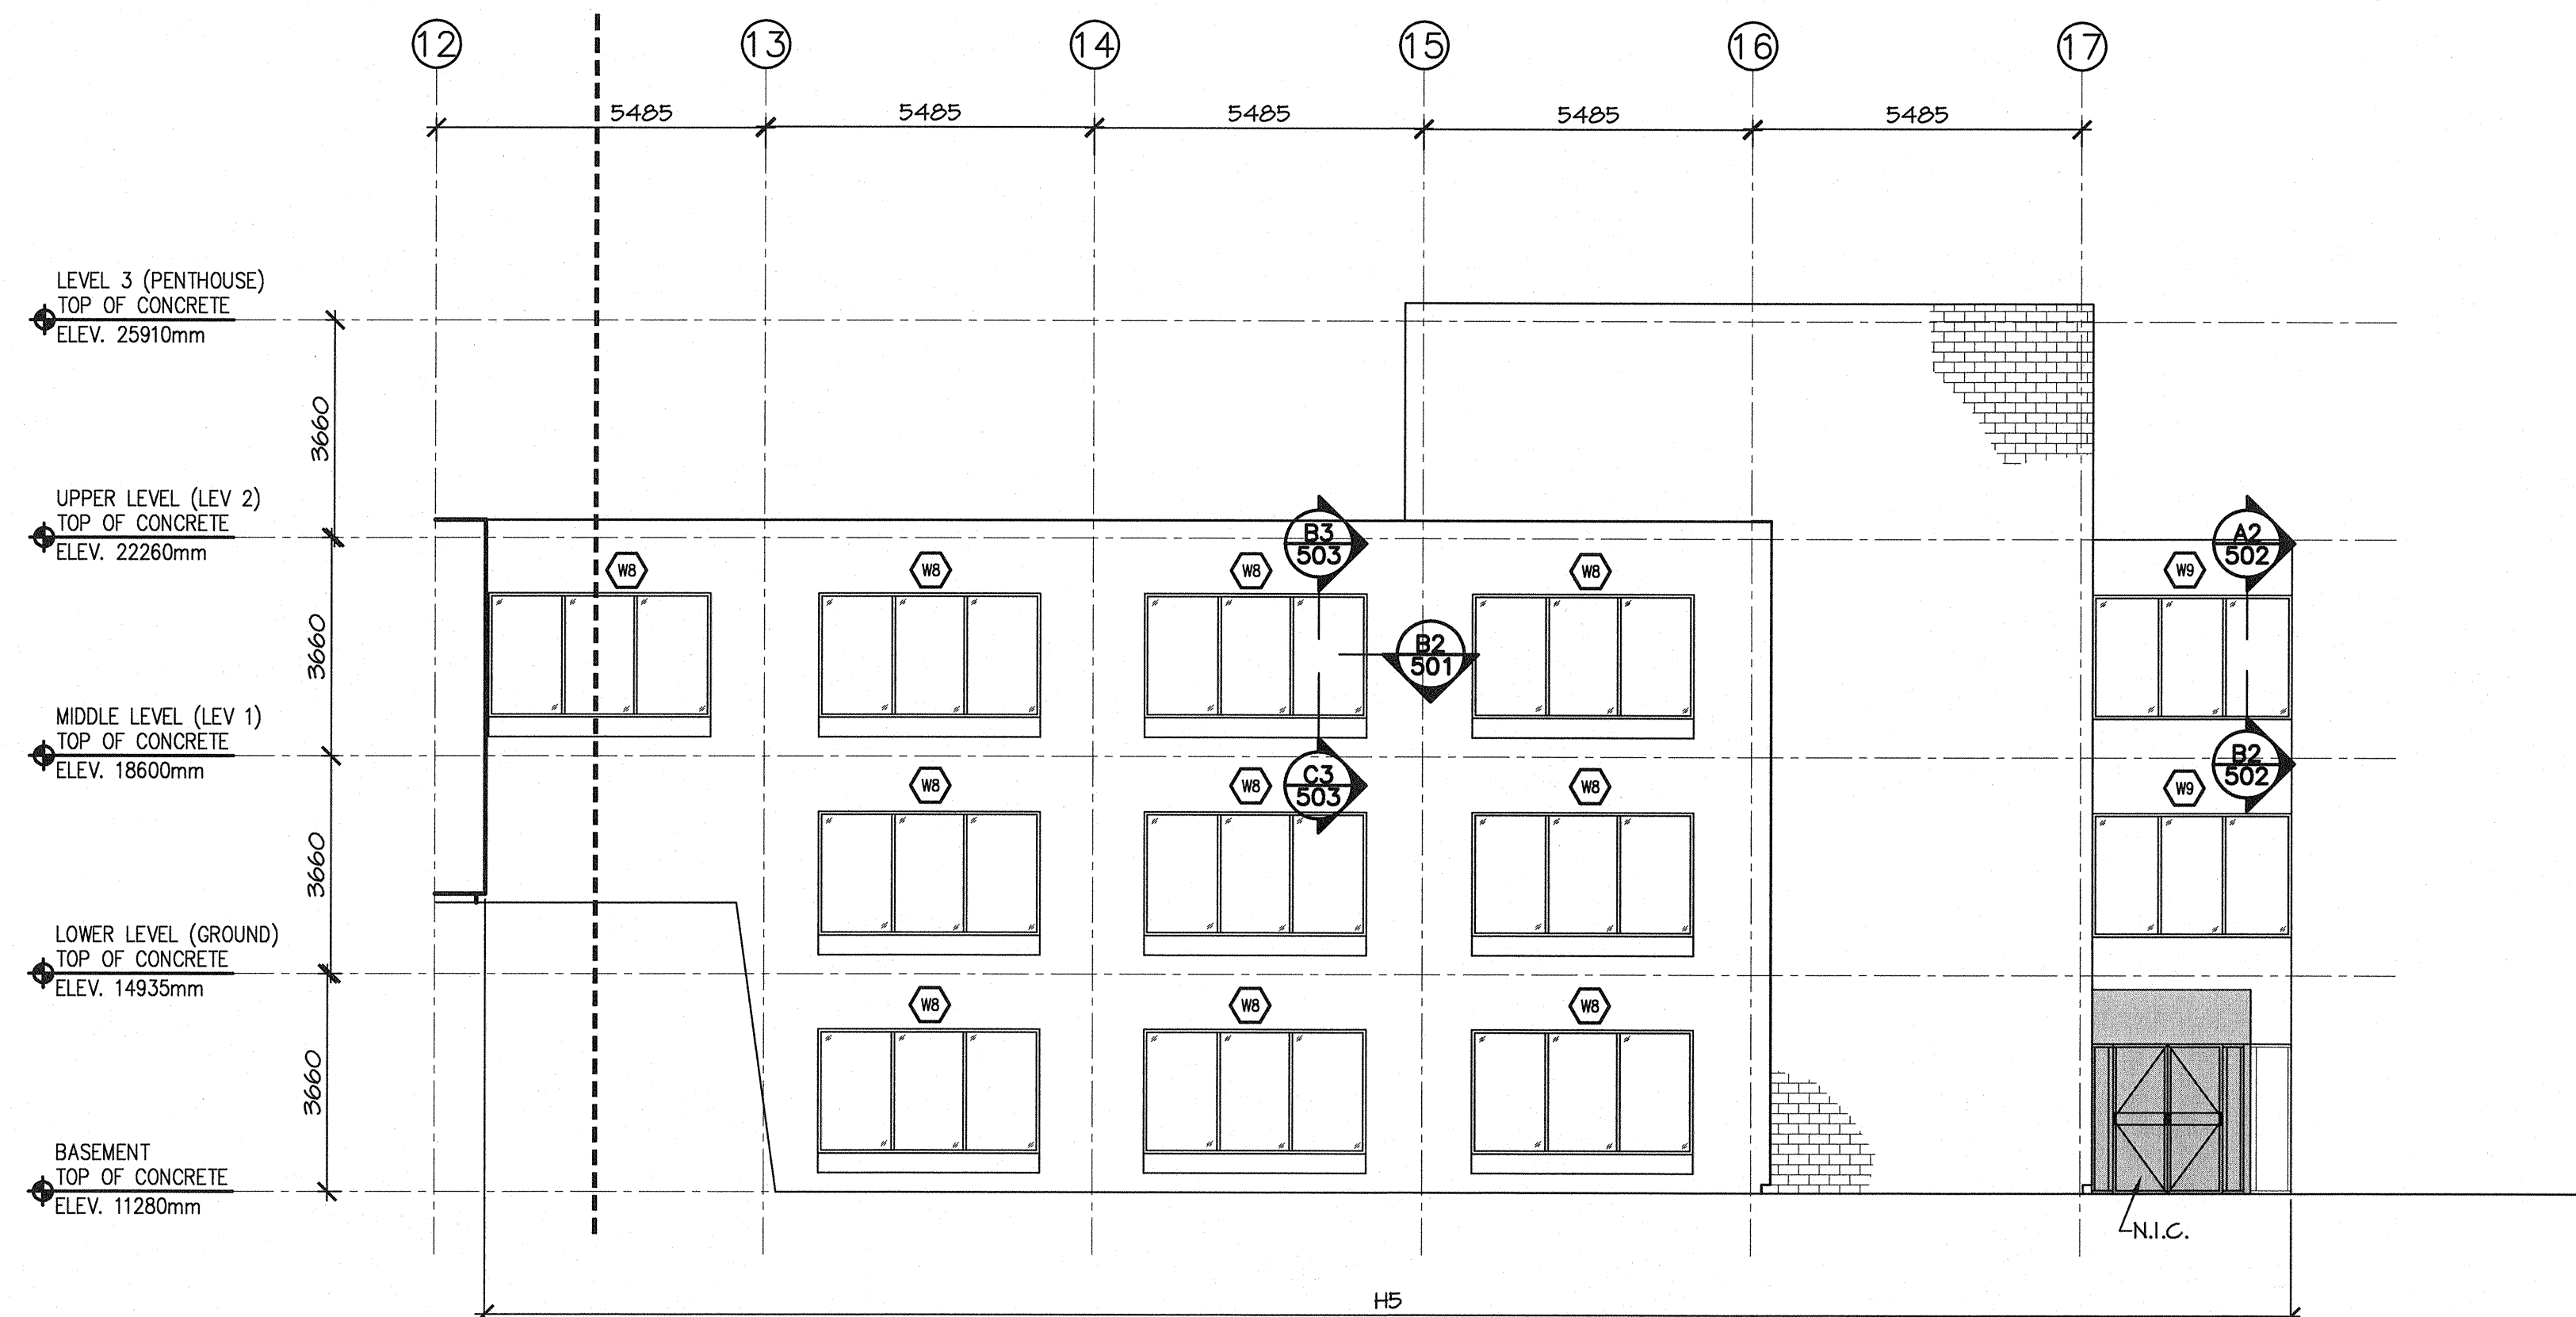 12 13 14 15 16 17
5485 5485 5485 5485 5485
LEVEL 3 (PENTHOUSE)
TOP OF CONCRETE
ELEV. 25910mm
3660
UPPER LEVEL (LEV 2)
TOP OF CONCRETE
ELEV. 22260mm
B3
503
A2
502
W8 W8 W8 W8 W9
3660
B2
501
MIDDLE LEVEL (LEV 1)
TOP OF CONCRETE
ELEV. 18600mm
C3
503
B2
502
W8 W8 W8 W9
3660
LOWER LEVEL (GROUND)
TOP OF CONCRETE
ELEV. 14935mm
W8 W8 W8
3660
BASEMENT
TOP OF CONCRETE
ELEV. 11280mm
N.I.C.
H5